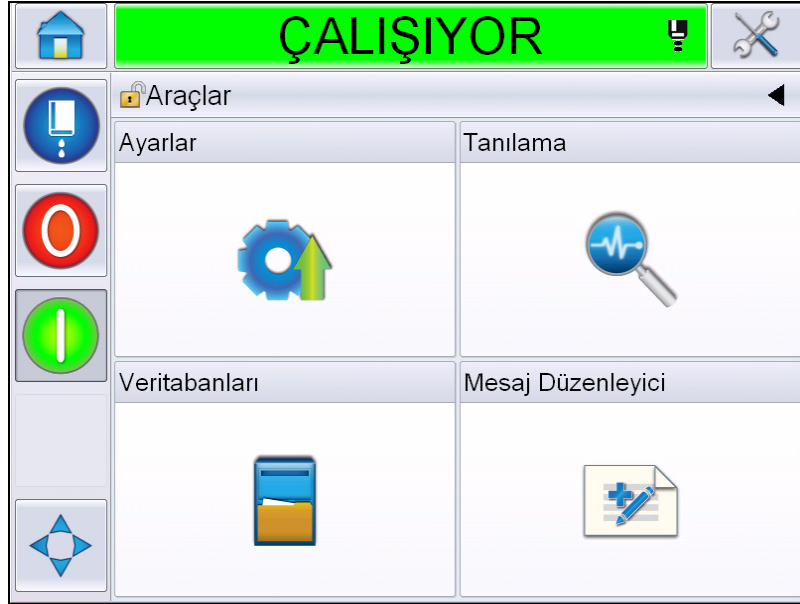 ÇALIŞIYOR
Araçlar
Ayarlar
Tanılama
Veritabanları
Mesaj Düzenleyici